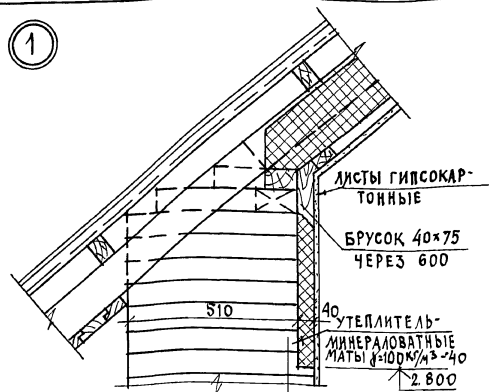 1
ЛИСТЫ ГИПСОКАР-
ТОННЫЕ
БРУСОК 40×75
ЧЕРЕЗ 600
510
40
УТЕПЛИТЕЛЬ-
МИНЕРАЛОВАТНЫЕ
МАТЫ γ=100КГ/М³-40
2.800